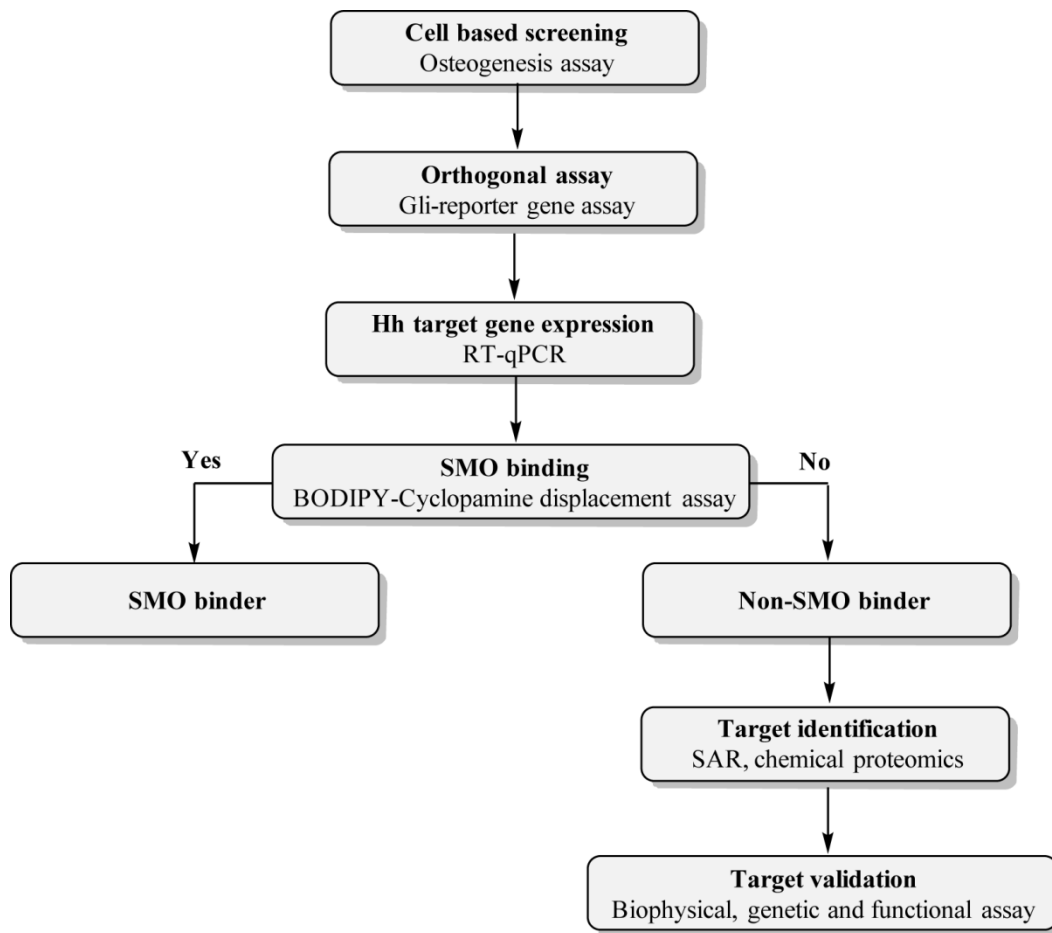 Cell based screening
Osteogenesis assay
Orthogonal assay
Gli-reporter gene assay
Hh target gene expression
RT-qPCR
Yes
SMO binding
No
BODIPY-Cyclopamine displacement assay
SMO binder
Non-SMO binder
Target identification
SAR, chemical proteomics
Target validation
Biophysical, genetic and functional assay